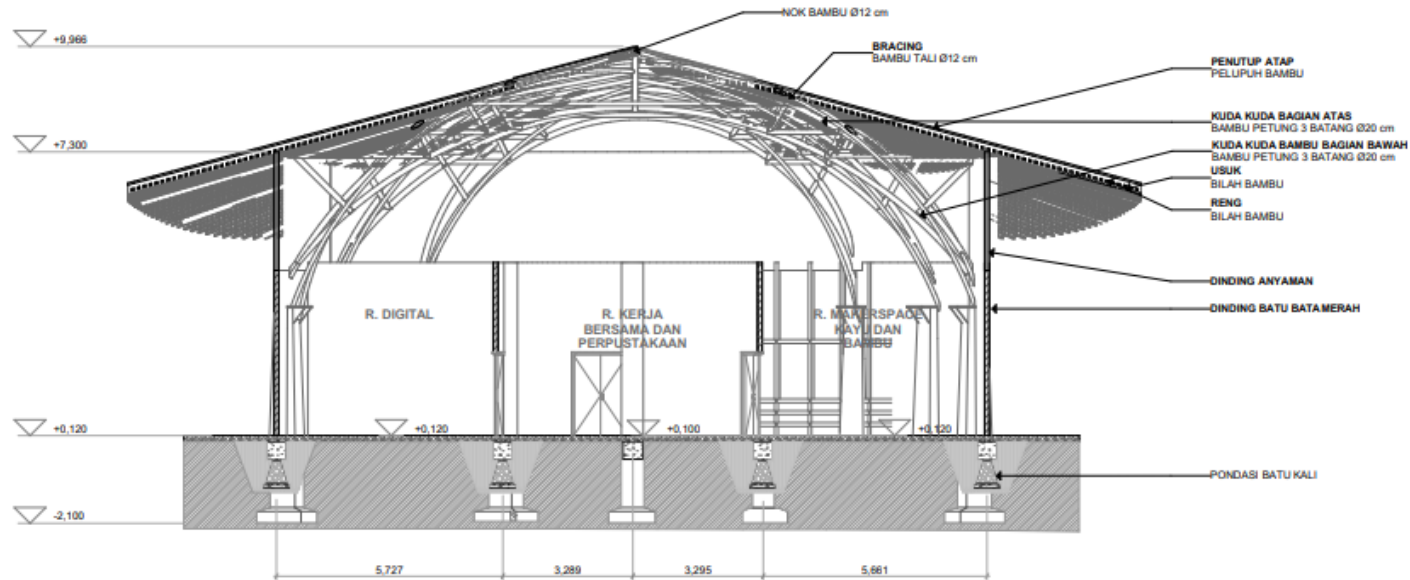 NOK BAMBU Ø12 cm
+9,966
BRACING
BAMBU TALI Ø12 cm
PENUTUP ATAP
PELUPUH BAMBU
KUDA KUDA BAGIAN ATAS
BAMBU PETUNG 3 BATANG Ø20 cm
+7,300
KUDA KUDA BAMBU BAGIAN BAWAH
BAMBU PETUNG 3 BATANG Ø20 cm
USUK
BILAH BAMBU
RENG
BILAH BAMBU
DINDING ANYAMAN
DINDING BATU BATA MERAH
R. DIGITAL
R. KERJA
BERSAMA DAN
PERPUSTAKAAN
R. MAKERSPACE
KAYU DAN
BAMBU
+0,120
+0,120
+0,100
+0,120
PONDASI BATU KALI
-2,100
5,727
3,289
3,295
5,661